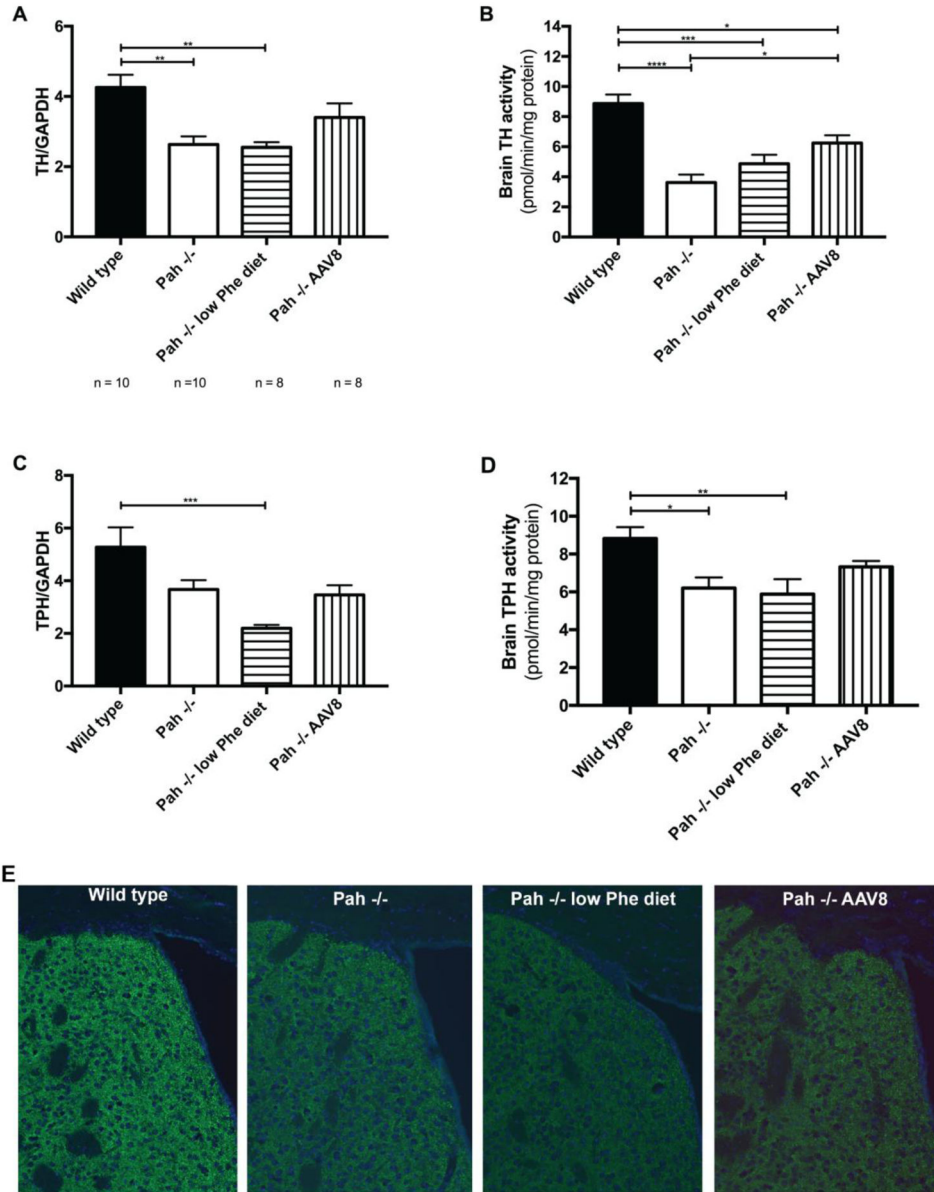 A
6
4
2
0
TH/GAPDH
**
**
Wild type
Pah -/-
Pah -/- low Phe diet
Pah -/- AAV8
n = 10
n =10
n = 8
n = 8
B
14
12
10
8
6
4
2
0
Brain TH activity
(pmol/min/mg protein)
*
***
****
*
Wild type
Pah -/-
Pah -/- low Phe diet
Pah -/- AAV8
C
8
6
4
2
0
TPH/GAPDH
***
Wild type
Pah -/-
Pah -/- low Phe diet
Pah -/- AAV8
D
12
10
8
6
4
2
0
Brain TPH activity
(pmol/min/mg protein)
**
*
Wild type
Pah -/-
Pah -/- low Phe diet
Pah -/- AAV8
E
Wild type
Pah -/-
Pah -/- low Phe diet
Pah -/- AAV8